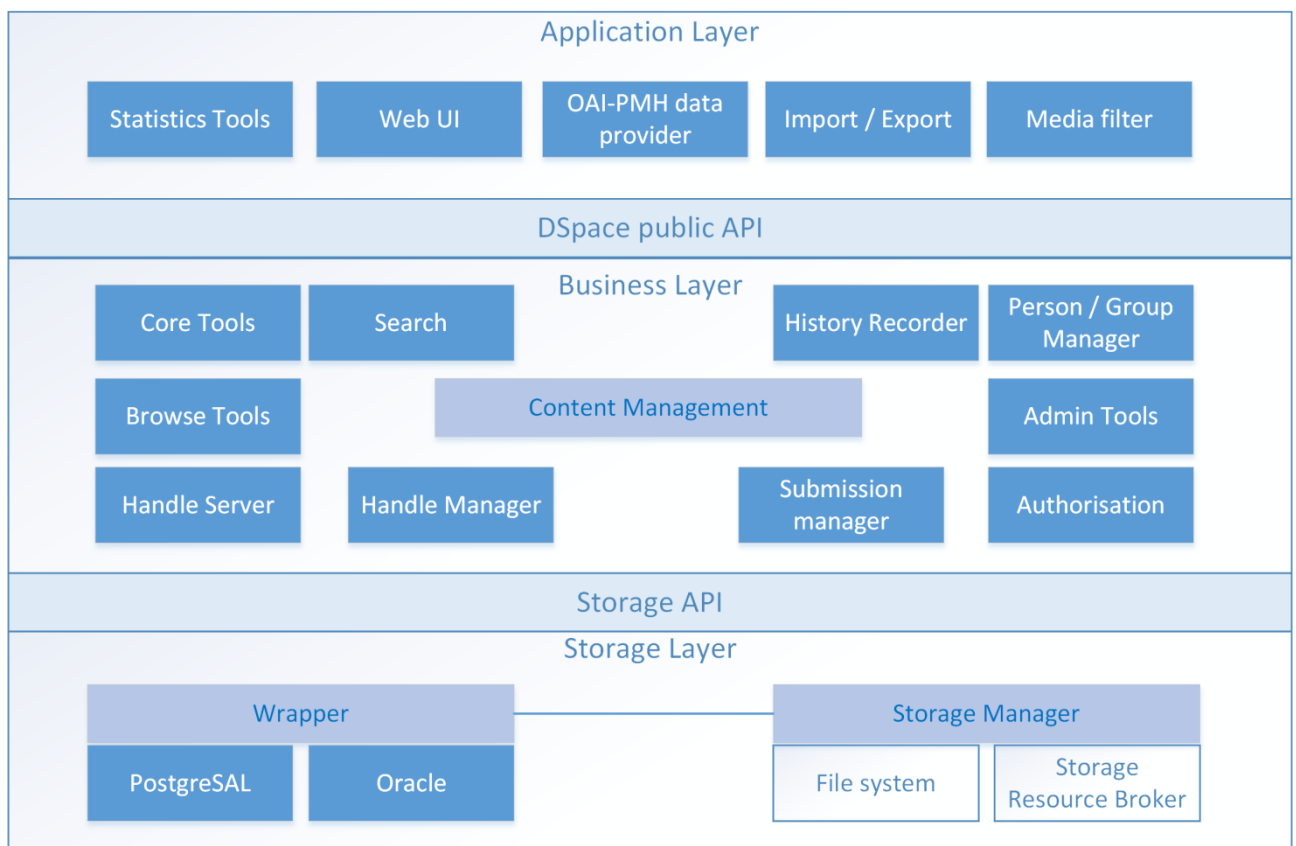 Application Layer
Statistics Tools
Web UI
OAI-PMH data
provider
Import / Export
Media filter
DSpace public API
Business Layer
Core Tools
Search
History Recorder
Person / Group
Manager
Browse Tools
Content Management
Admin Tools
Handle Server
Handle Manager
Submission
manager
Authorisation
Storage API
Storage Layer
Wrapper
Storage Manager
PostgreSAL
Oracle
File system
Storage
Resource Broker